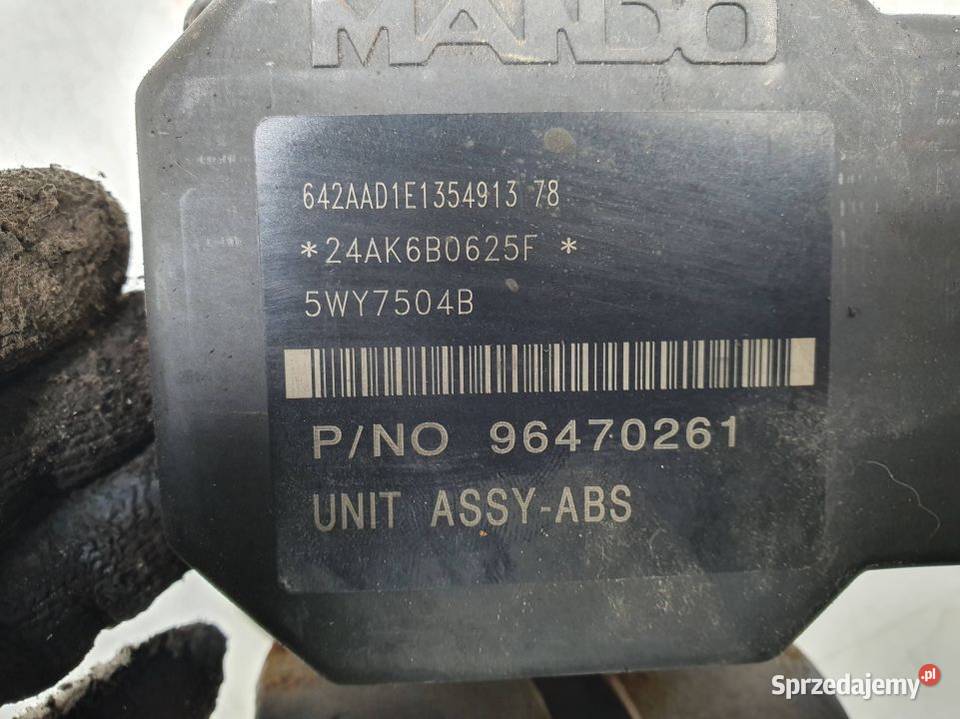 MANDO
642AAD1E1354913 78
*24AK6B0625F *
5WY7504B
P/NO 96470261
UNIT ASSY-ABS
Sprzedajemy.pl